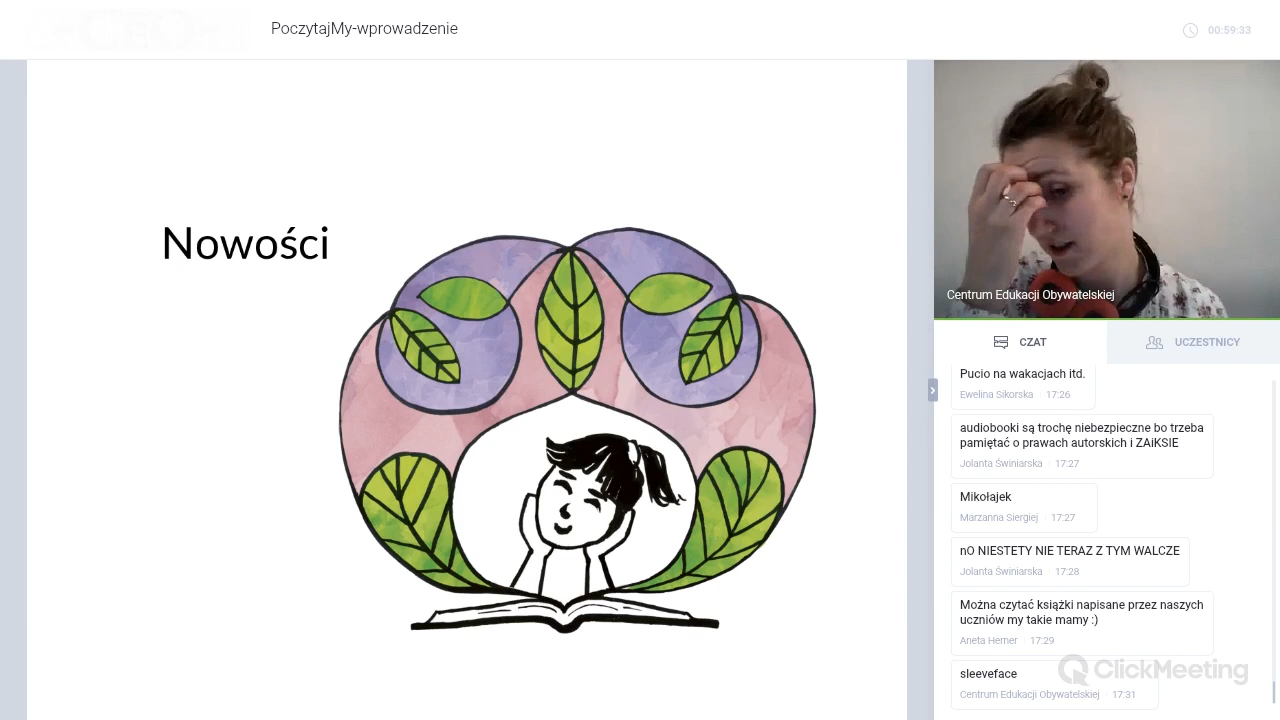 PoczytajMy-wprowadzenie
00:59:33
Nowości
Centrum Edukacji Obywatelskiej
CZAT
UCZESTNICY
Pucio na wakacjach itd.
Ewelina Sikorska 17:26
audiobooki są trochę niebezpieczne bo trzeba
pamiętać o prawach autorskich i ZAiKSIE
Jolanta Świniarska 17:27
Mikołajek
Marzanna Siergiej 17:27
nO NIESTETY NIE TERAZ Z TYM WALCZE
Jolanta Świniarska 17:28
Można czytać książki napisane przez naszych
uczniów my takie mamy :)
Aneta Herner 17:29
sleeveface
Centrum Edukacji Obywatelskiej 17:31
ClickMeeting